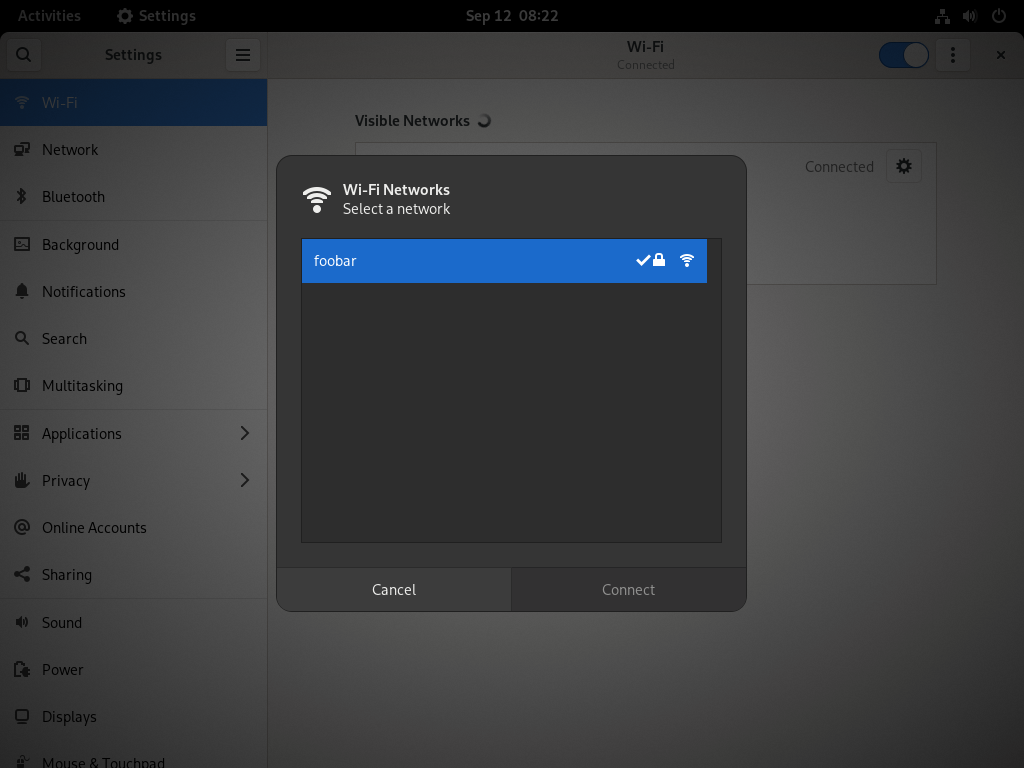 Activities
Settings
Sep 12 08:22
Settings
Wi-Fi
Connected
Wi-Fi
Network
Bluetooth
Background
Notifications
Search
Multitasking
Applications
Privacy
Online Accounts
Sharing
Sound
Power
Displays
Mouse & Touchpad
Visible Networks
Connected
Wi-Fi Networks
Select a network
foobar
Cancel
Connect